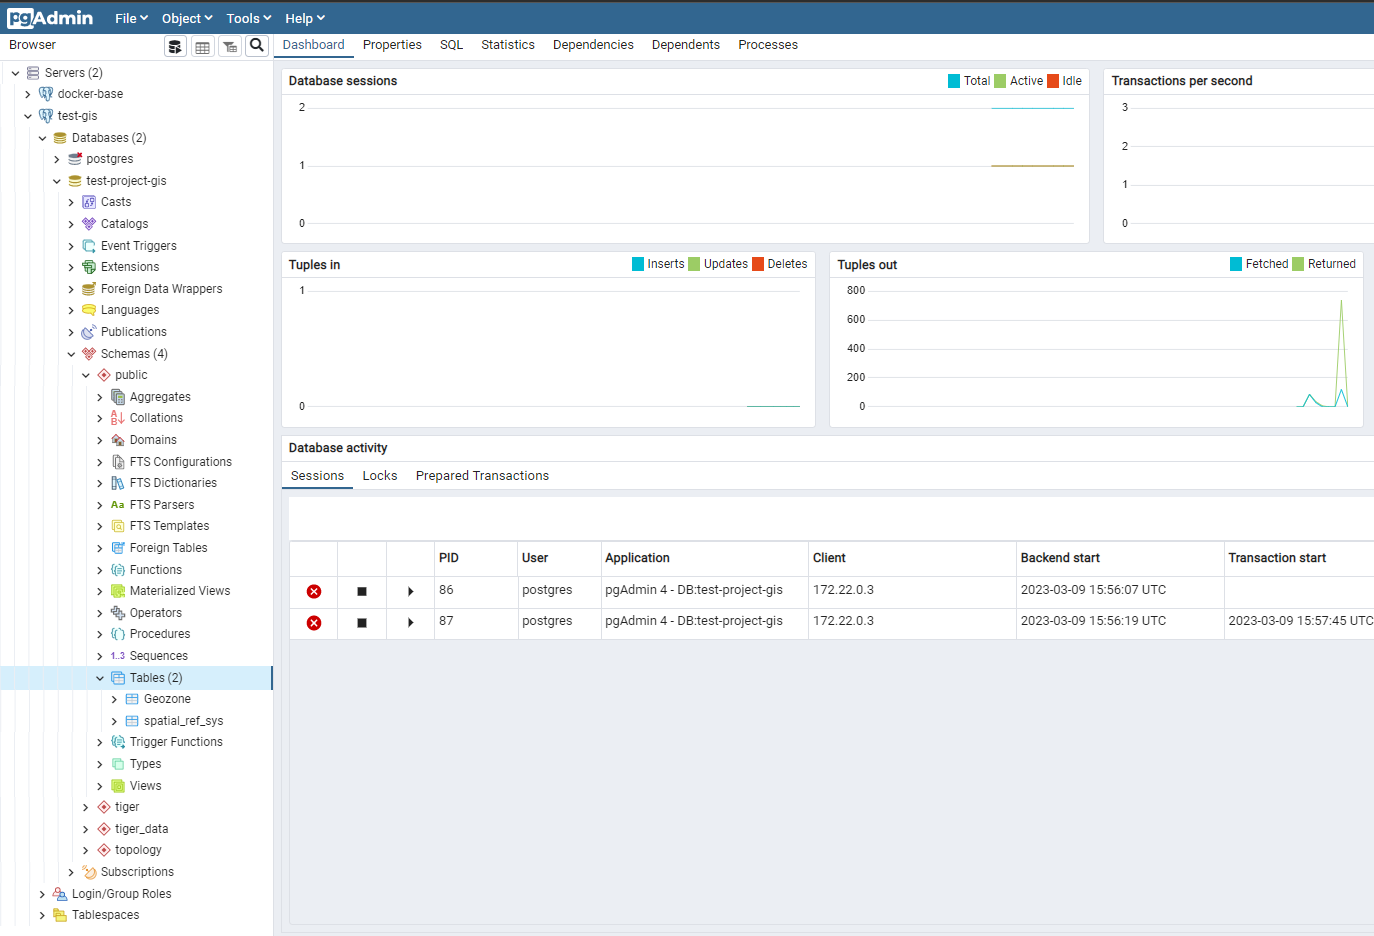 pgAdmin File Object Tools Help
Browser
Dashboard Properties SQL Statistics Dependencies Dependents Processes
Servers (2)
docker-base
test-gis
Databases (2)
postgres
test-project-gis
Casts
Catalogs
Event Triggers
Extensions
Foreign Data Wrappers
Languages
Publications
Schemas (4)
public
Aggregates
Collations
Domains
FTS Configurations
FTS Dictionaries
Aa FTS Parsers
FTS Templates
Foreign Tables
Functions
Materialized Views
Operators
Procedures
1..3 Sequences
Tables (2)
Geozone
spatial_ref_sys
Trigger Functions
Types
Views
tiger
tiger_data
topology
Subscriptions
Login/Group Roles
Tablespaces
Database sessions Total Active Idle
2
1
0
Transactions per second
3
2
1
0
Tuples in Inserts Updates Deletes
1
0
Tuples out Fetched Returned
800
600
400
200
0
Database activity
Sessions Locks Prepared Transactions
PID User Application Client Backend start Transaction start
86 postgres pgAdmin 4 - DB:test-project-gis 172.22.0.3 2023-03-09 15:56:07 UTC
87 postgres pgAdmin 4 - DB:test-project-gis 172.22.0.3 2023-03-09 15:56:19 UTC 2023-03-09 15:57:45 UTC